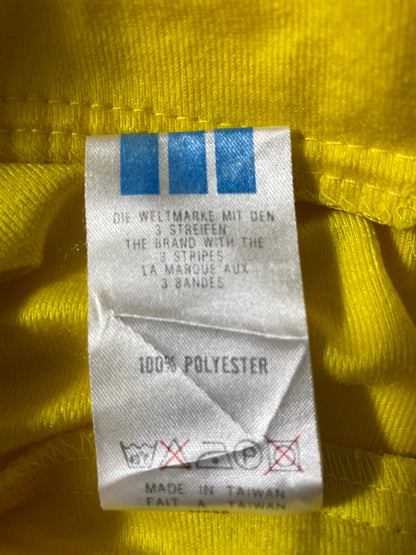 DIE WELTMARKE MIT DEN
3 STREIFEN
THE BRAND WITH THE
3 STRIPES
LA MARQUE AUX
3 BANDES
100% POLYESTER
P
MADE IN TAIWAN
FAIT A TAIWAN